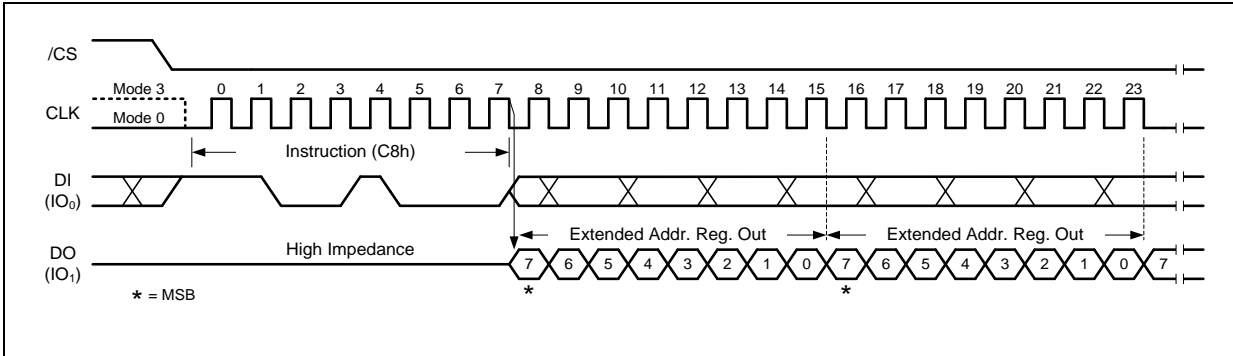 /CS
Mode 3 0 1 2 3 4 5 6 7 8 9 10 11 12 13 14 15 16 17 18 19 20 21 22 23
CLK
Mode 0
Instruction (C8h)
DI
(IO₀)
Extended Addr. Reg. Out Extended Addr. Reg. Out
High Impedance
DO
7 6 5 4 3 2 1 0 7 6 5 4 3 2 1 0 7
(IO₁)
* *
* = MSB